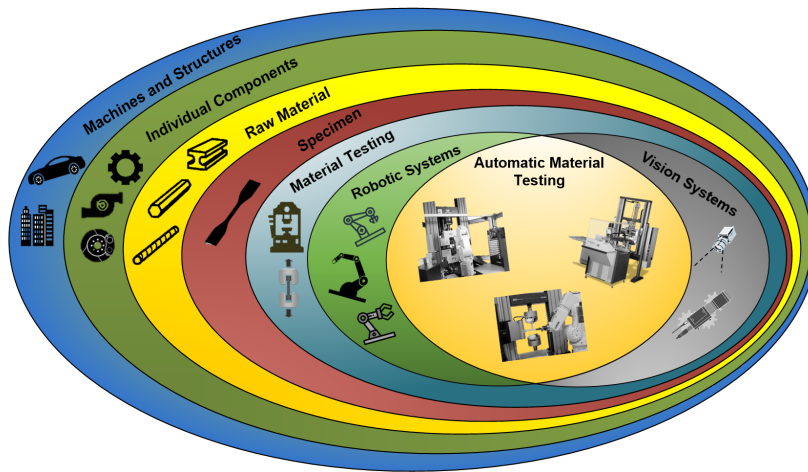 Machines and Structures
Individual Components
Raw Material
Specimen
Material Testing
Robotic Systems
Automatic Material
Testing
Vision Systems